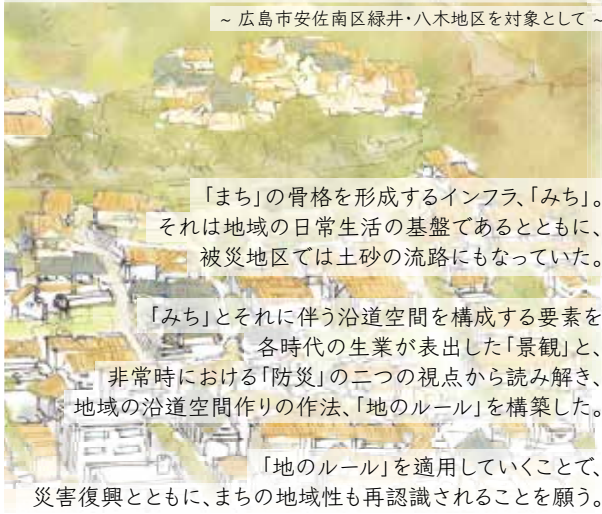 ~ 広島市安佐南区緑井・八木地区を対象として ~
「まち」の骨格を形成するインフラ、「みち」。
それは地域の日常生活の基盤であるとともに、
被災地区では土砂の流路にもなっていた。
「みち」とそれに伴う沿道空間を構成する要素を
各時代の生業が表出した「景観」と、
非常時における「防災」の二つの視点から読み解き、
地域の沿道空間作りの作法、「地のルール」を構築した。
「地のルール」を適用していくことで、
災害復興とともに、まちの地域性も再認識されることを願う。